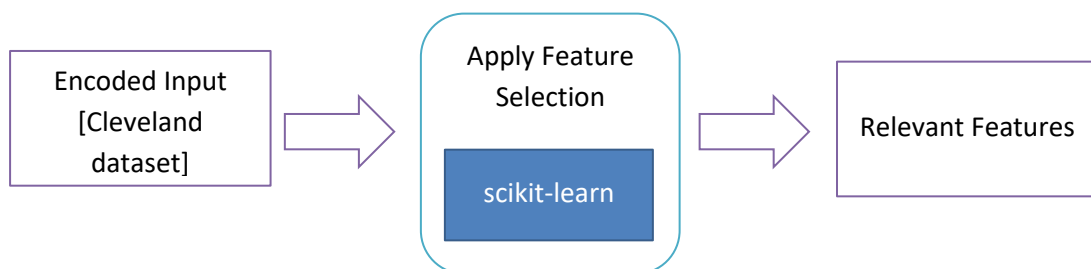 Encoded Input
[Cleveland
dataset]
Apply Feature
Selection
scikit-learn
Relevant Features